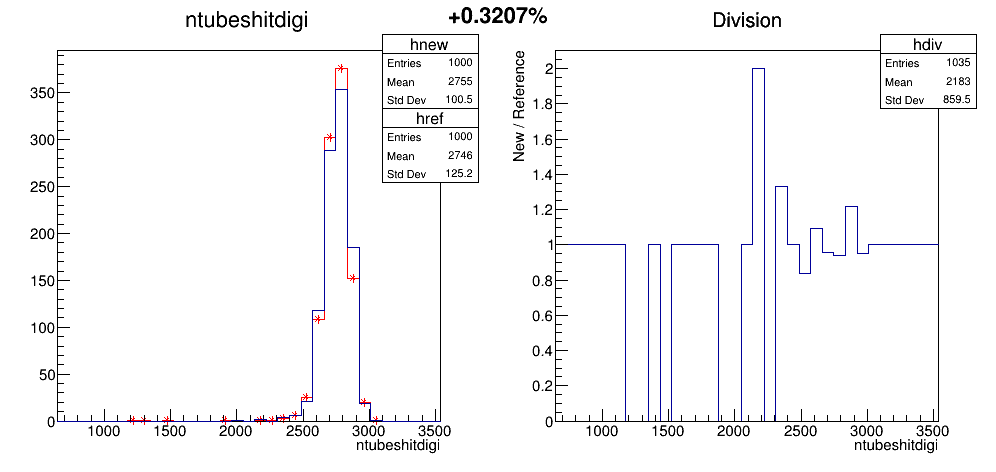 +0.3207%
ntubeshitdigi
hnew
Entries 1000
Mean 2755
Std Dev 100.5
href
Entries 1000
Mean 2746
Std Dev 125.2
350
300
250
200
150
100
50
0
1000 1500 2000 2500 3000 3500
ntubeshitdigi
Division
hdiv
Entries 1035
Mean 2183
Std Dev 859.5
New / Reference
2
1.8
1.6
1.4
1.2
1
0.8
0.6
0.4
0.2
0
1000 1500 2000 2500 3000 3500
ntubeshitdigi